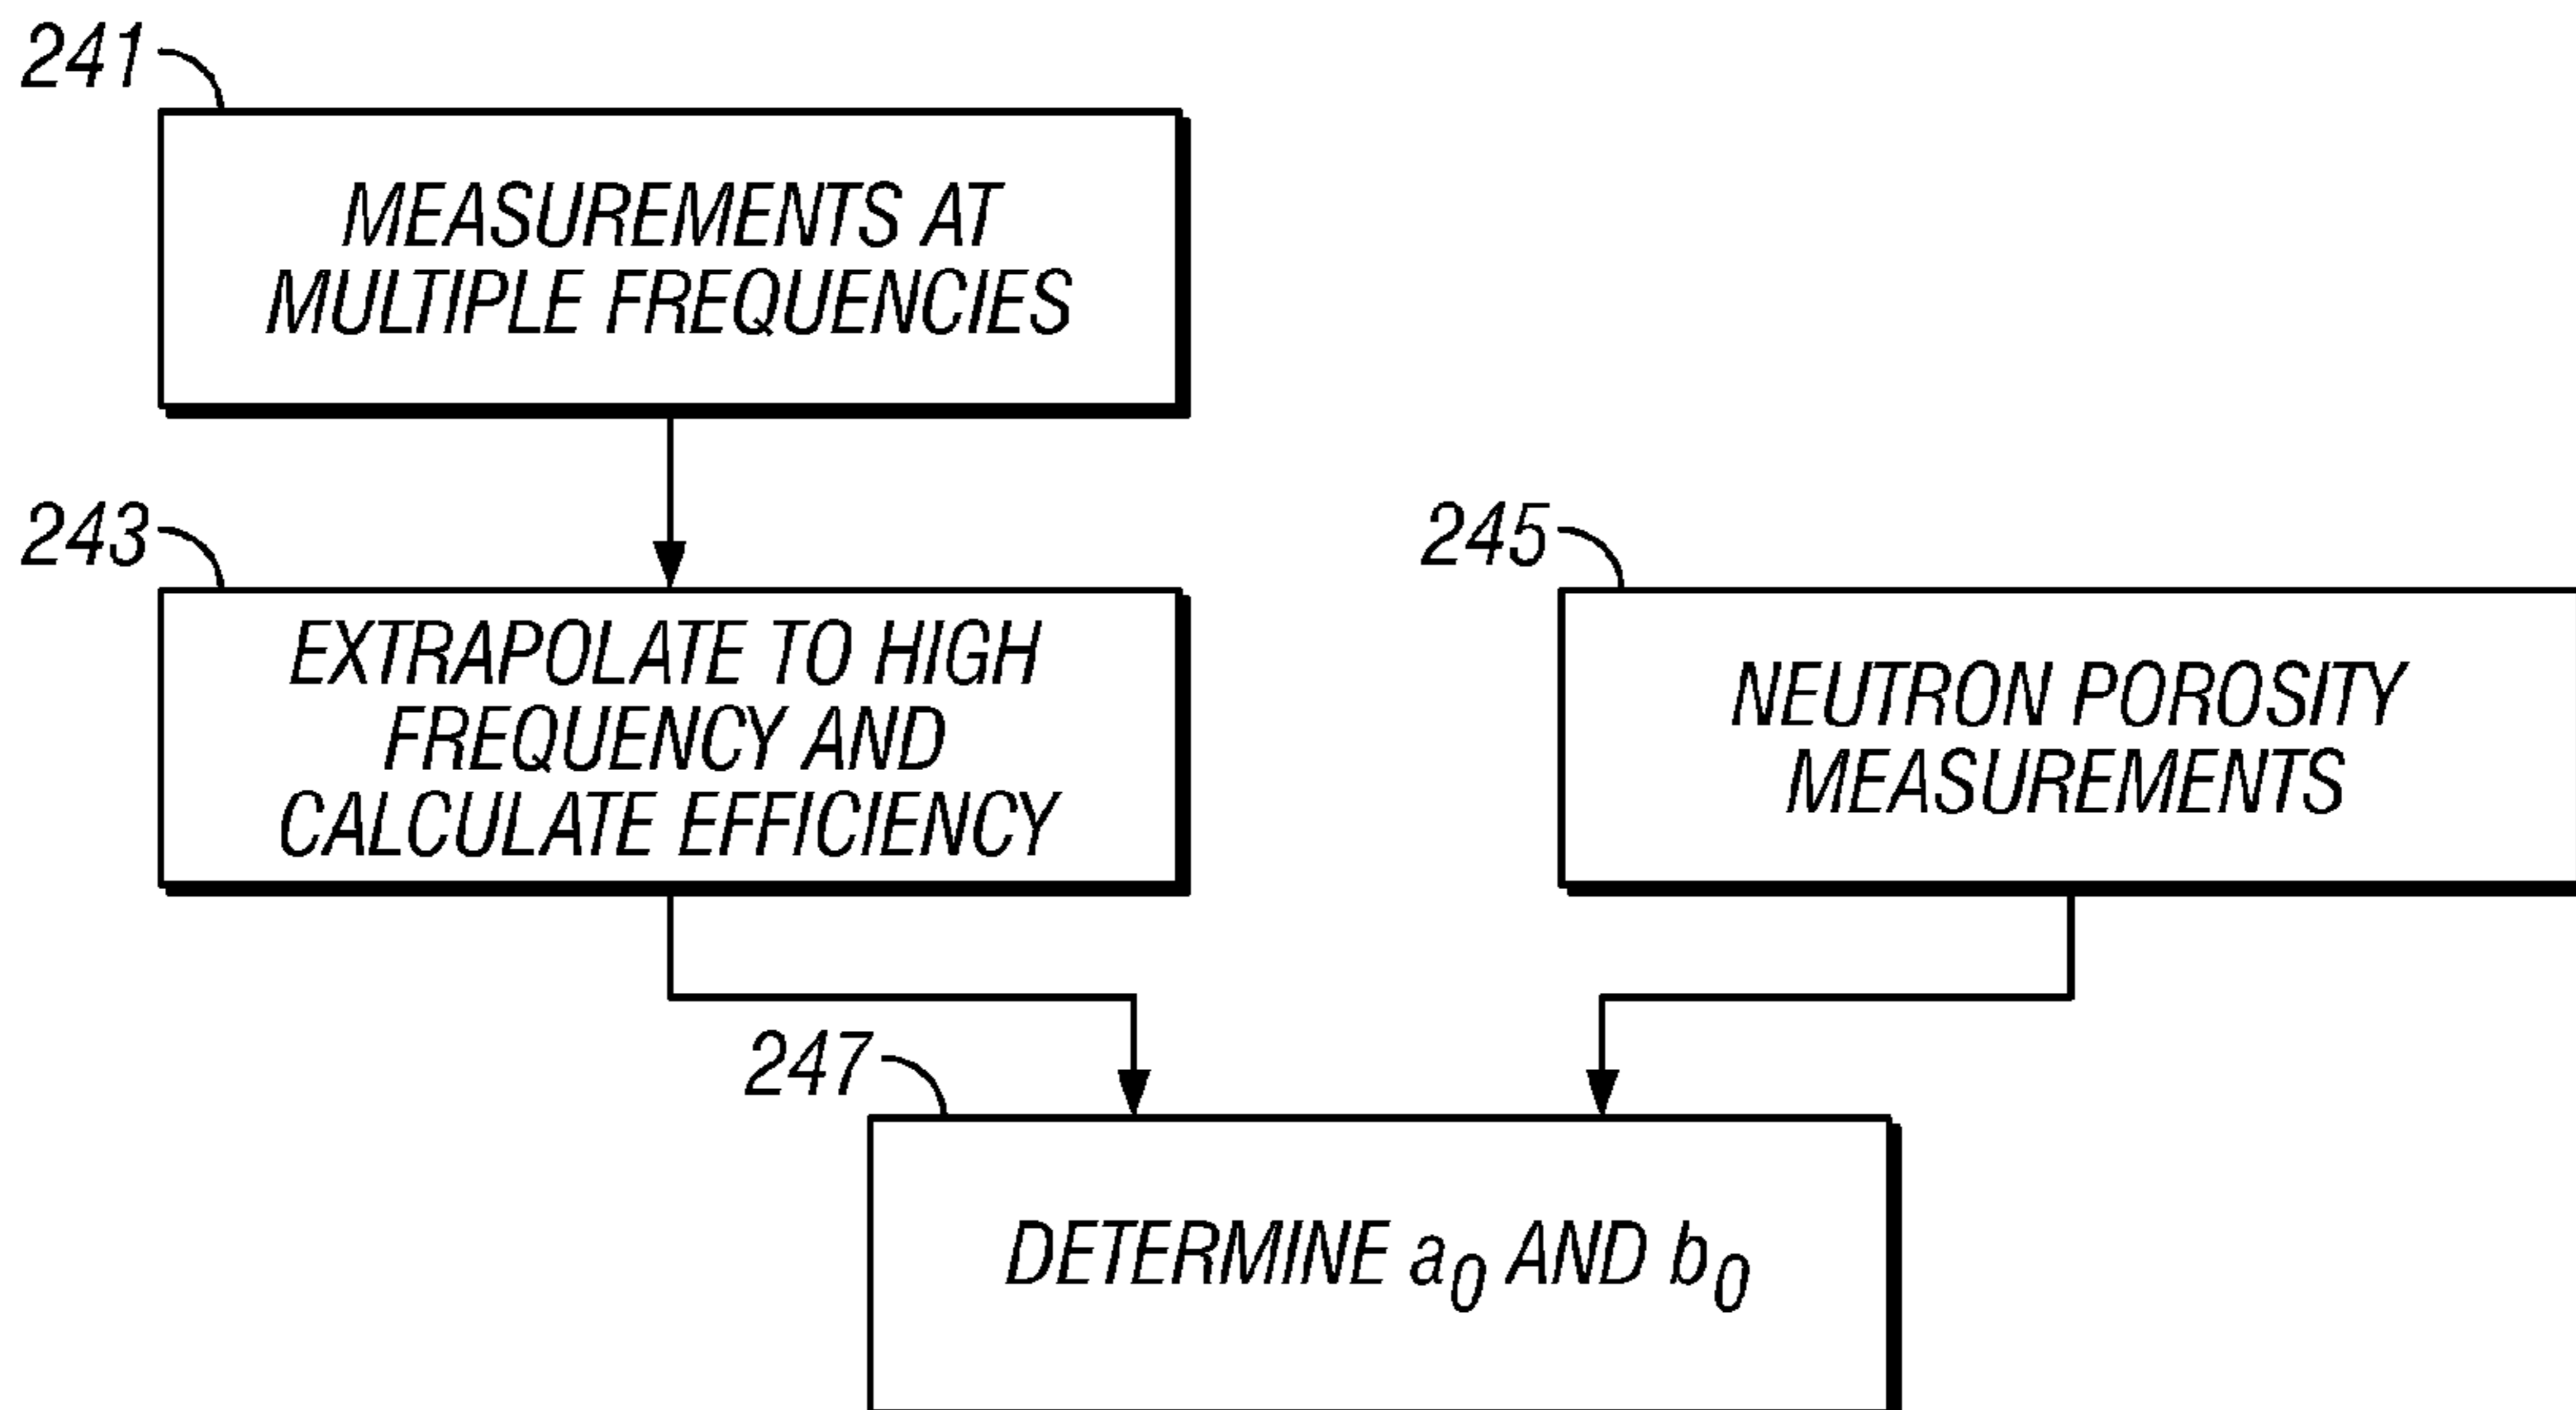 241
MEASUREMENTS AT
MULTIPLE FREQUENCIES
243
EXTRAPOLATE TO HIGH
FREQUENCY AND
CALCULATE EFFICIENCY
245
NEUTRON POROSITY
MEASUREMENTS
247
DETERMINE a₀ AND b₀